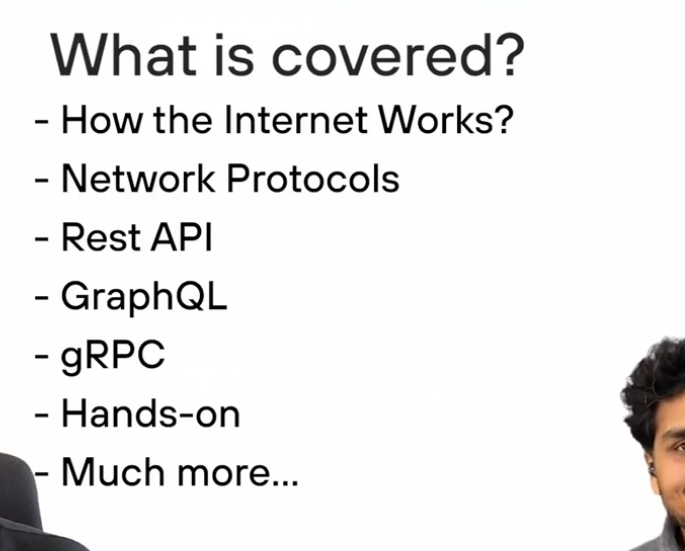 What is covered?
- How the Internet Works?
- Network Protocols
- Rest API
- GraphQL
- gRPC
- Hands-on
- Much more...